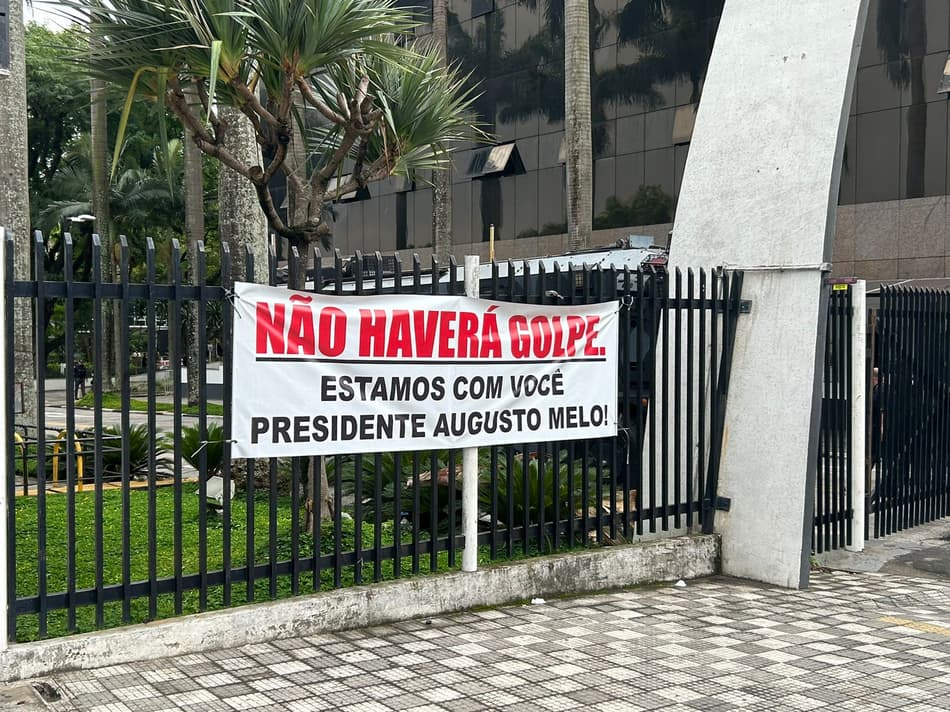 NÃO HAVERÁ GOLPE.
ESTAMOS COM VOCÊ
PRESIDENTE AUGUSTO MELO!